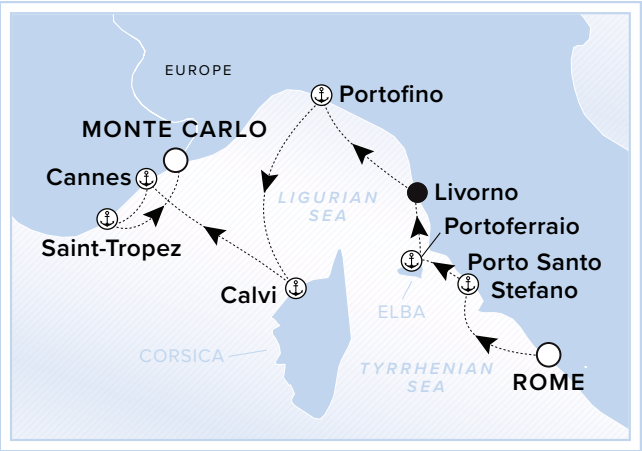 EUROPE
Portofino
MONTE CARLO
Cannes
Livorno
LIGURIAN
SEA
Portoferraio
Saint-Tropez
Porto Santo
Stefano
Calvi
ELBA
CORSICA
TYRRHENIAN
SEA
ROME